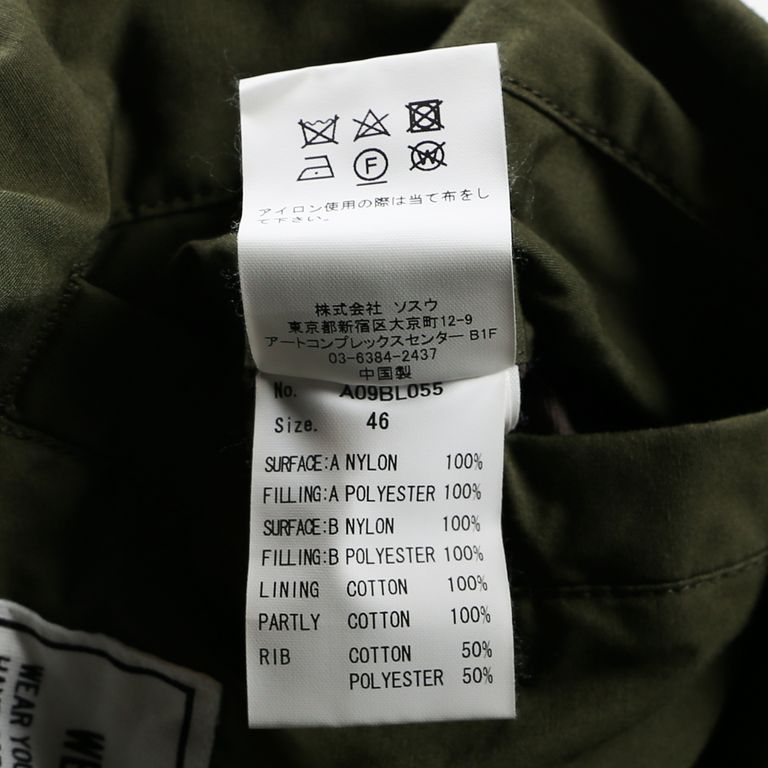 F
W
アイロン使用の際は当て布をし
て下さい。
株式会社 ソスウ
東京都新宿区大京町12-9
アートコンプレックスセンター B1F
03-6384-2437
中国製
No. A09BL055
Size. 46
SURFACE:A NYLON 100%
FILLING:A POLYESTER 100%
SURFACE:B NYLON 100%
FILLING:B POLYESTER 100%
LINING COTTON 100%
PARTLY COTTON 100%
RIB COTTON 50%
POLYESTER 50%
WEAR YOU